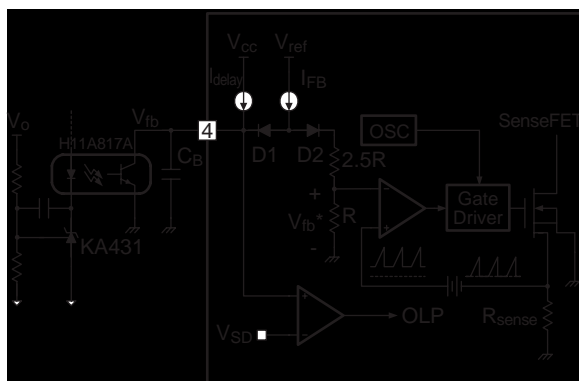 Vcc Vref
Idelay IFB
Vo Vfb 4 OSC SenseFET
H11A817A CB D1 D2 2.5R
+ - Gate
Vfb* R Driver
KA431 - +
Rsense
+ OLP
VSD -